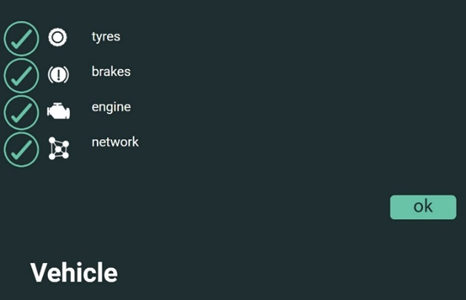 tyres
brakes
engine
network
ok
Vehicle